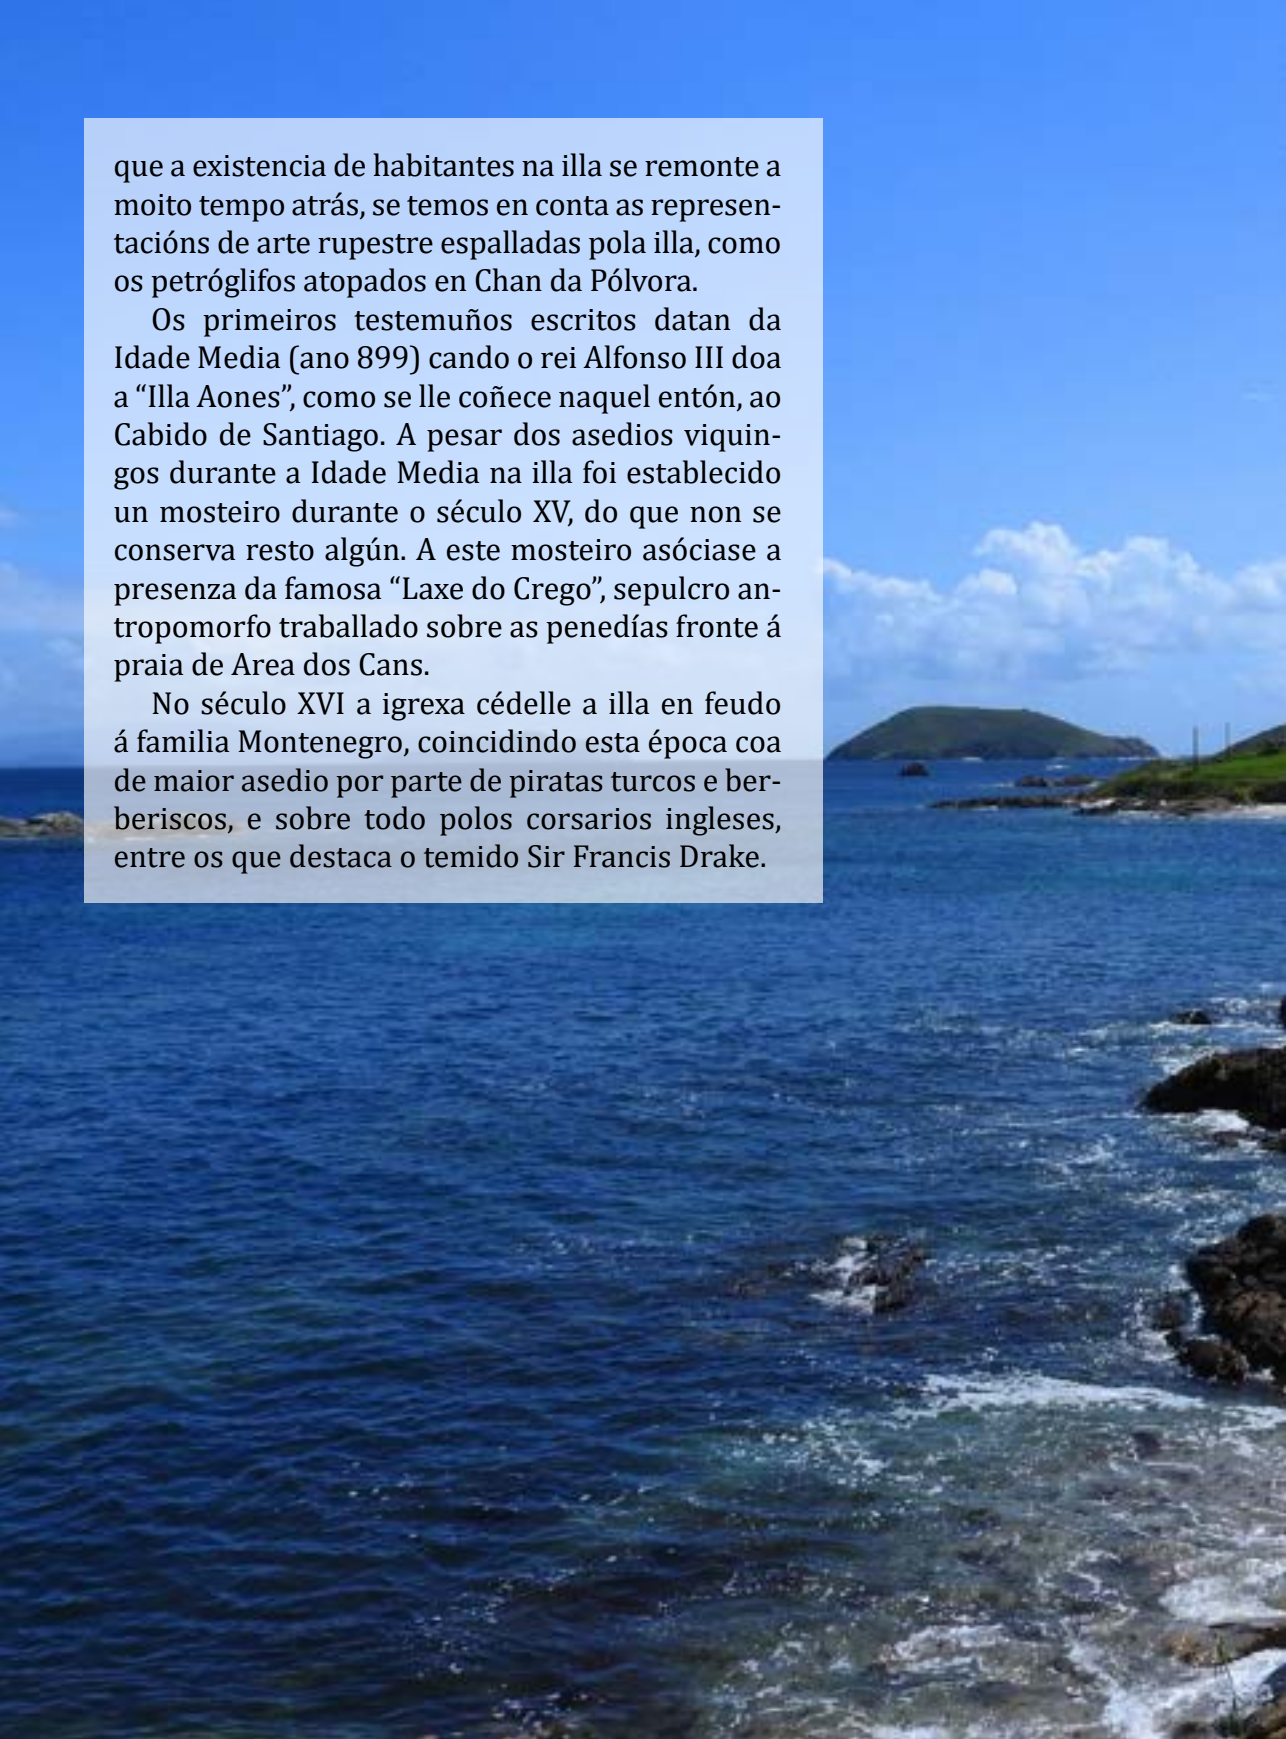 que a existencia de habitantes na illa se remonte a
moito tempo atrás, se temos en conta as represen-
tacións de arte rupestre espalladas pola illa, como
os petróglifos atopados en Chan da Pólvora.
Os primeiros testemuños escritos datan da
Idade Media (ano 899) cando o rei Alfonso III doa
a “Illa Aones”, como se lle coñece naquel entón, ao
Cabido de Santiago. A pesar dos asedios viquin-
gos durante a Idade Media na illa foi establecido
un mosteiro durante o século XV, do que non se
conserva resto algún. A este mosteiro asóciase a
presenza da famosa “Laxe do Crego”, sepulcro an-
tropomorfo traballado sobre as penedías fronte á
praia de Area dos Cans.
No século XVI a igrexa cédelle a illa en feudo
á familia Montenegro, coincidindo esta época coa
de maior asedio por parte de piratas turcos e ber-
beriscos, e sobre todo polos corsarios ingleses,
entre os que destaca o temido Sir Francis Drake.